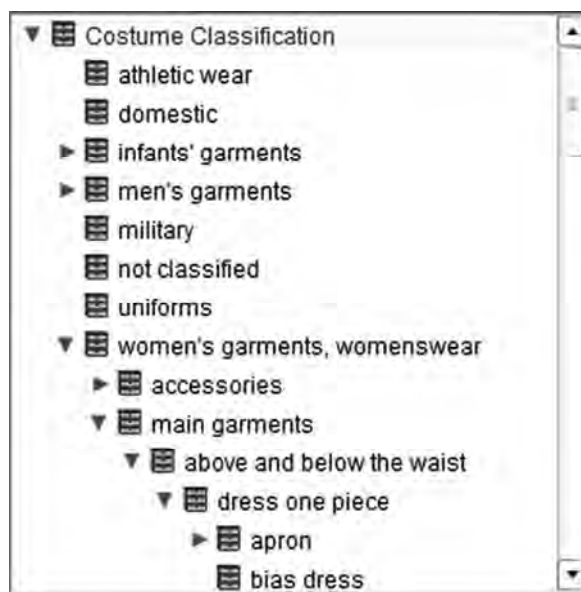 Costume Classification
athletic wear
domestic
infants' garments
men's garments
military
not classified
uniforms
women's garments, womenswear
accessories
main garments
above and below the waist
dress one piece
apron
bias dress